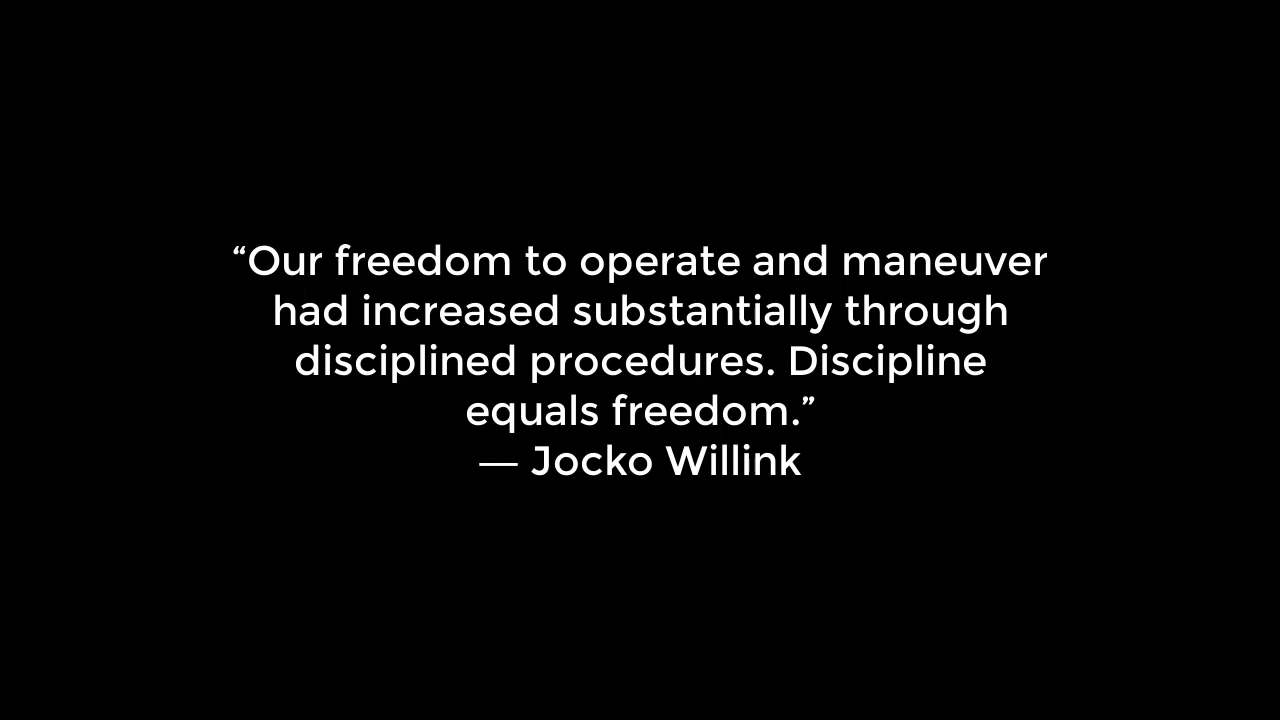 “Our freedom to operate and maneuver
had increased substantially through
disciplined procedures. Discipline
equals freedom.”
— Jocko Willink